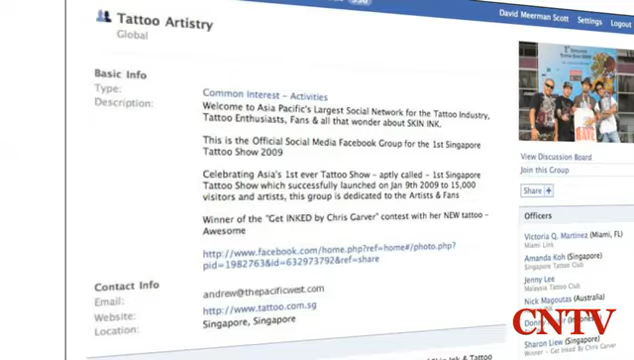 David Meerman Scott Settings Logout
Tattoo Artistry
Global
Basic Info
Type: Common Interest - Activities
Description: Welcome to Asia Pacific's Largest Social Network for the Tattoo Industry,
Tattoo Enthusiasts, Fans & all that wonder about SKIN INK.
This is the Official Social Media Facebook Group for the 1st Singapore
Tattoo Show 2009
Celebrating Asia's 1st ever Tattoo Show - aptly called - 1st Singapore
Tattoo Show which successfully launched on Jan 9th 2009 to 15,000
visitors and artists, this group is dedicated to the Artists & Fans
Winner of the "Get INKED by Chris Garver" contest with her NEW tattoo -
Awesome
http://www.facebook.com/home.php?ref=home#/photo.php?
pid=1982763&id=632973792&ref=share
Contact Info
Email: andrew@thepacificwest.com
Website: http://www.tattoo.com.sg
Location: Singapore, Singapore
View Discussion Board
Join this Group
Share +
Officers
Victoria Q. Martinez (Miami, FL)
Miami Link
Amanda Koh (Singapore)
Singapore Tattoo Club
Jenny Lee
Malaysia Tattoo Club
Nick Magoutas (Australia)
Sharon Liew (Singapore)
Winner - Get Inked By Chris Garver
CNTV